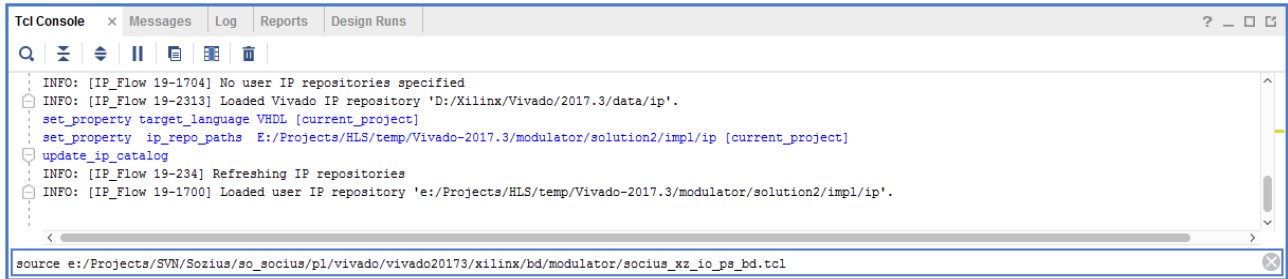 Tcl Console × Messages Log Reports Design Runs ?
INFO: [IP_Flow 19-1704] No user IP repositories specified
INFO: [IP_Flow 19-2313] Loaded Vivado IP repository 'D:/Xilinx/Vivado/2017.3/data/ip'.
set_property target_language VHDL [current_project]
set_property  ip_repo_paths  E:/Projects/HLS/temp/Vivado-2017.3/modulator/solution2/impl/ip [current_project]
update_ip_catalog
INFO: [IP_Flow 19-234] Refreshing IP repositories
INFO: [IP_Flow 19-1700] Loaded user IP repository 'e:/Projects/HLS/temp/Vivado-2017.3/modulator/solution2/impl/ip'.
source e:/Projects/SVN/Sozius/so_socius/pl/vivado/vivado20173/xilinx/bd/modulator/socius_xz_io_ps_bd.tcl